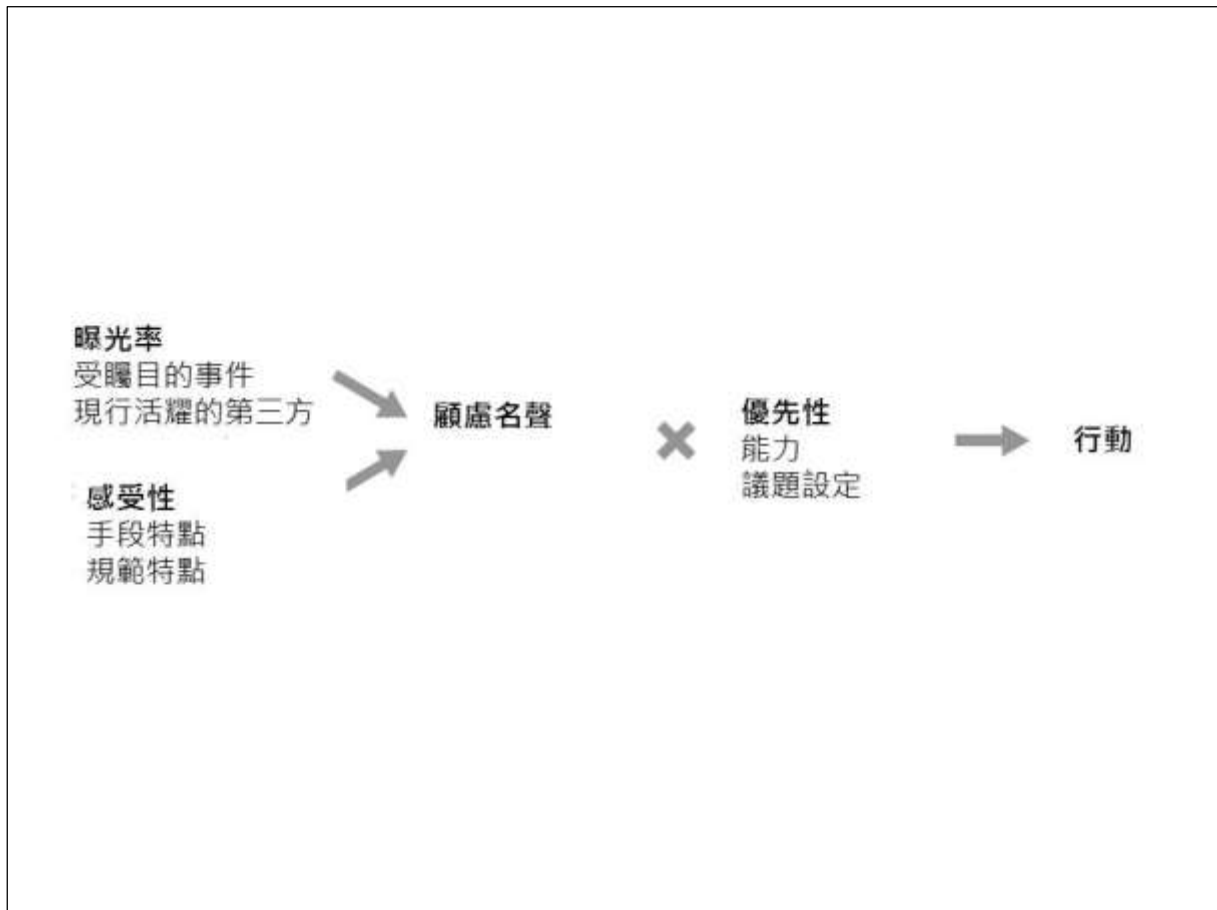 曝光率
受矚目的事件
現行活耀的第三方
感受性
手段特點
規範特點
顧慮名聲
優先性
能力
議題設定
行動